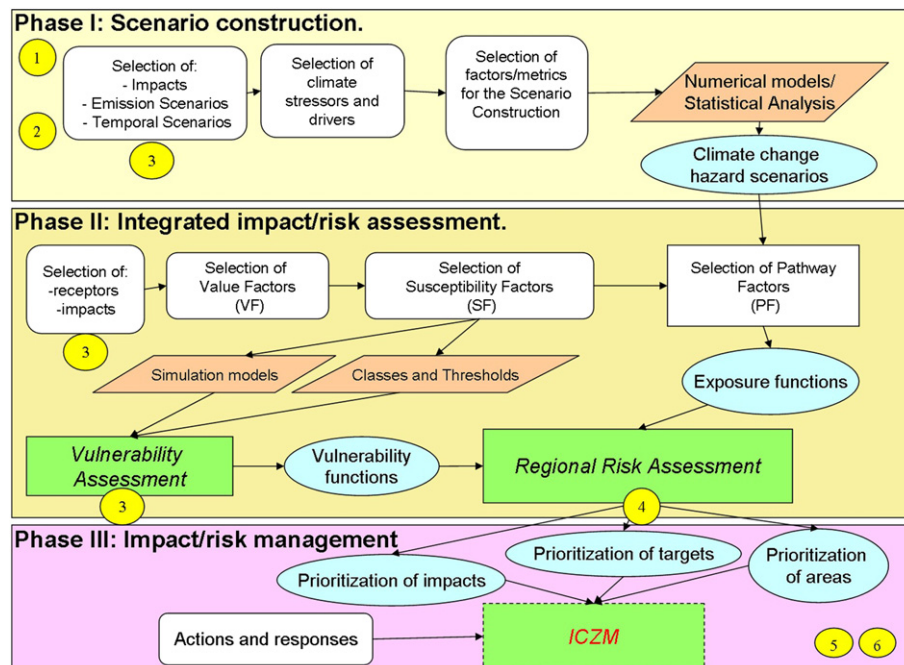 Phase I: Scenario construction.
1
2
Selection of:
- Impacts
- Emission Scenarios
- Temporal Scenarios
3
Selection of
climate
stressors and
drivers
Selection of
factors/metrics
for the Scenario
Construction
Numerical models/
Statistical Analysis
Climate change
hazard scenarios
Phase II: Integrated impact/risk assessment.
Selection of:
-receptors
-impacts
3
Selection of
Value Factors
(VF)
Selection of
Susceptibility Factors
(SF)
Selection of Pathway
Factors
(PF)
Simulation models
Classes and Thresholds
Exposure functions
Vulnerability
Assessment
3
Vulnerability
functions
Regional Risk Assessment
4
Phase III: Impact/risk management
Prioritization of impacts
Prioritization of targets
Prioritization
of areas
Actions and responses
ICZM
5
6